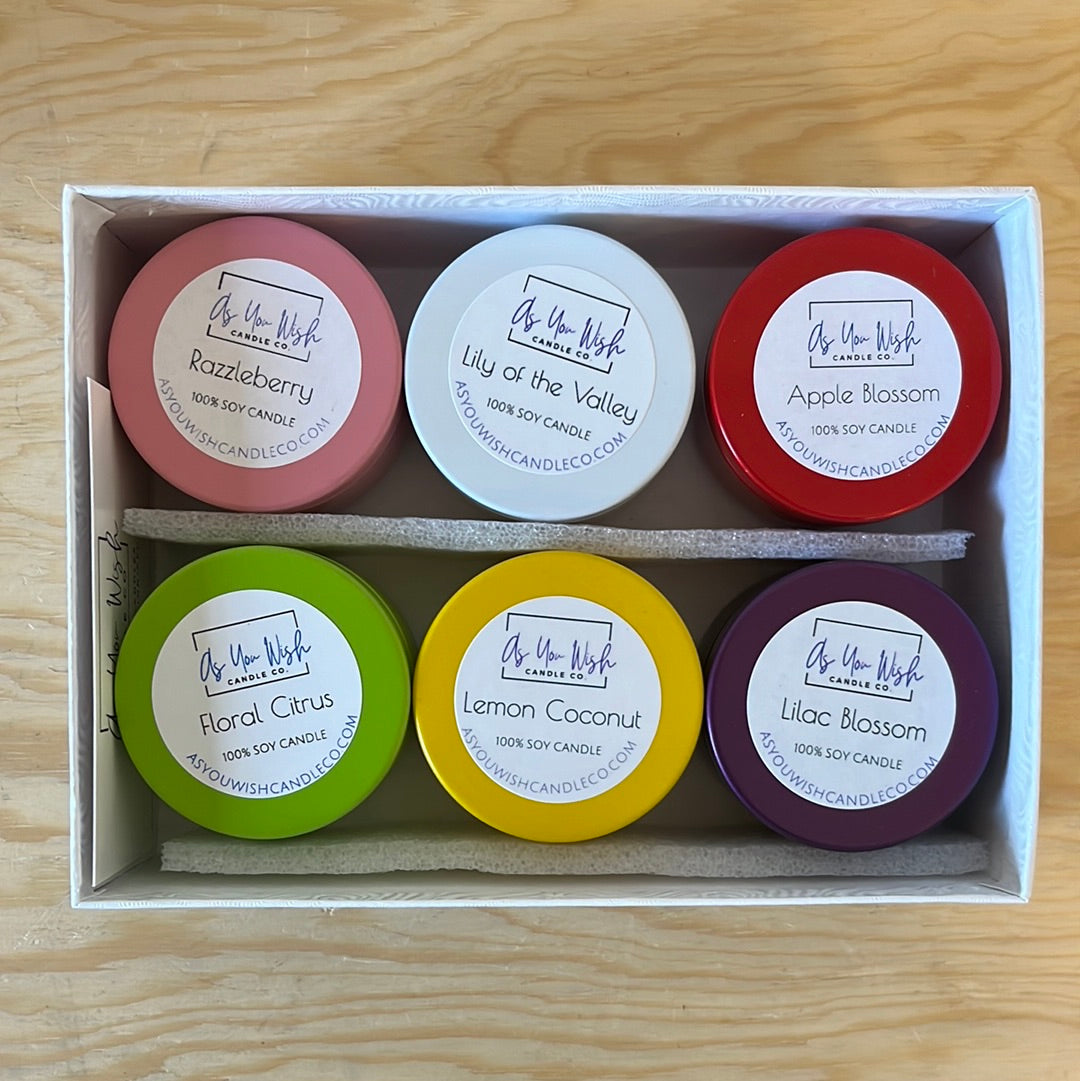 As You Wish
CANDLE CO.
Razzleberry
100% SOY CANDLE
ASYOUWISHCANDLECO.COM
As You Wish
CANDLE CO.
Lily of the Valley
100% SOY CANDLE
ASYOUWISHCANDLECO.COM
As You Wish
CANDLE CO.
Apple Blossom
100% SOY CANDLE
ASYOUWISHCANDLECO.COM
As You Wish
CANDLE CO.
Floral Citrus
100% SOY CANDLE
ASYOUWISHCANDLECO.COM
As You Wish
CANDLE CO.
Lemon Coconut
100% SOY CANDLE
ASYOUWISHCANDLECO.COM
As You Wish
CANDLE CO.
Lilac Blossom
100% SOY CANDLE
ASYOUWISHCANDLECO.COM
As You Wish